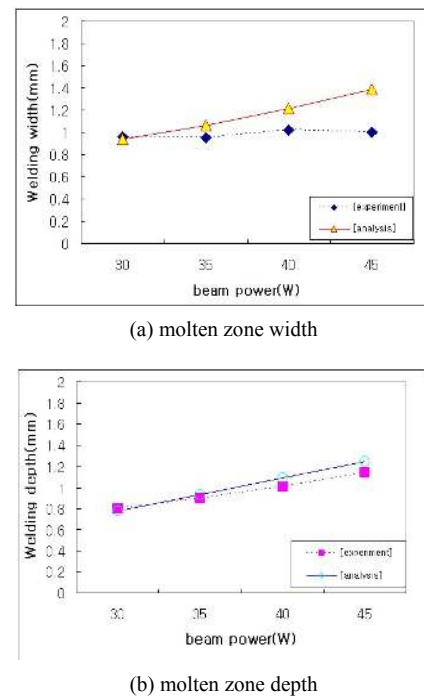 2
1.8
1.6
1.4
1.2
1
0.8
0.6
0.4
0.2
0
Welding width(mm)
[experiment]
[analysis]
30 35 40 45
beam power(W)
(a) molten zone width
2
1.8
1.6
1.4
1.2
1
0.8
0.6
0.4
0.2
0
Welding depth(mm)
[experiment]
[analysis]
30 35 40 45
beam power(W)
(b) molten zone depth